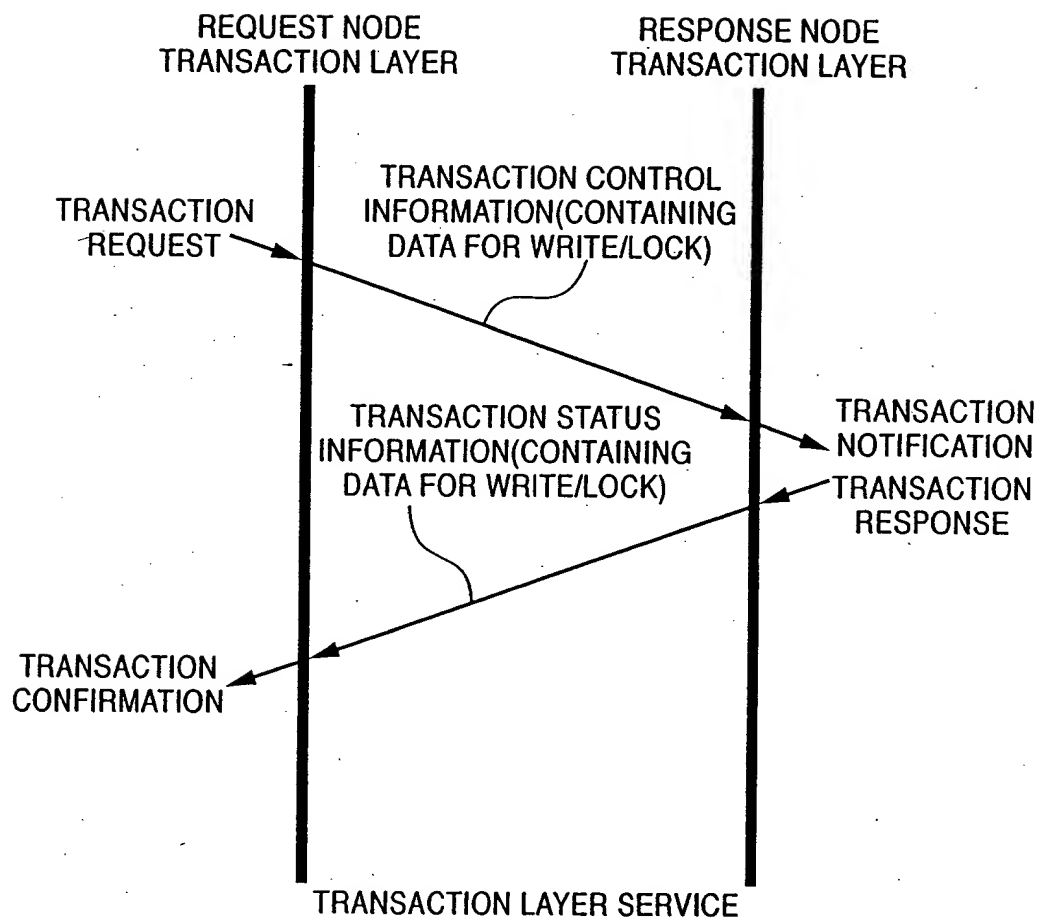 REQUEST NODE
TRANSACTION LAYER
RESPONSE NODE
TRANSACTION LAYER
TRANSACTION CONTROL
INFORMATION(CONTAINING
DATA FOR WRITE/LOCK)
TRANSACTION
REQUEST
TRANSACTION STATUS
INFORMATION(CONTAINING
DATA FOR WRITE/LOCK)
TRANSACTION
NOTIFICATION
TRANSACTION
RESPONSE
TRANSACTION
CONFIRMATION
TRANSACTION LAYER SERVICE